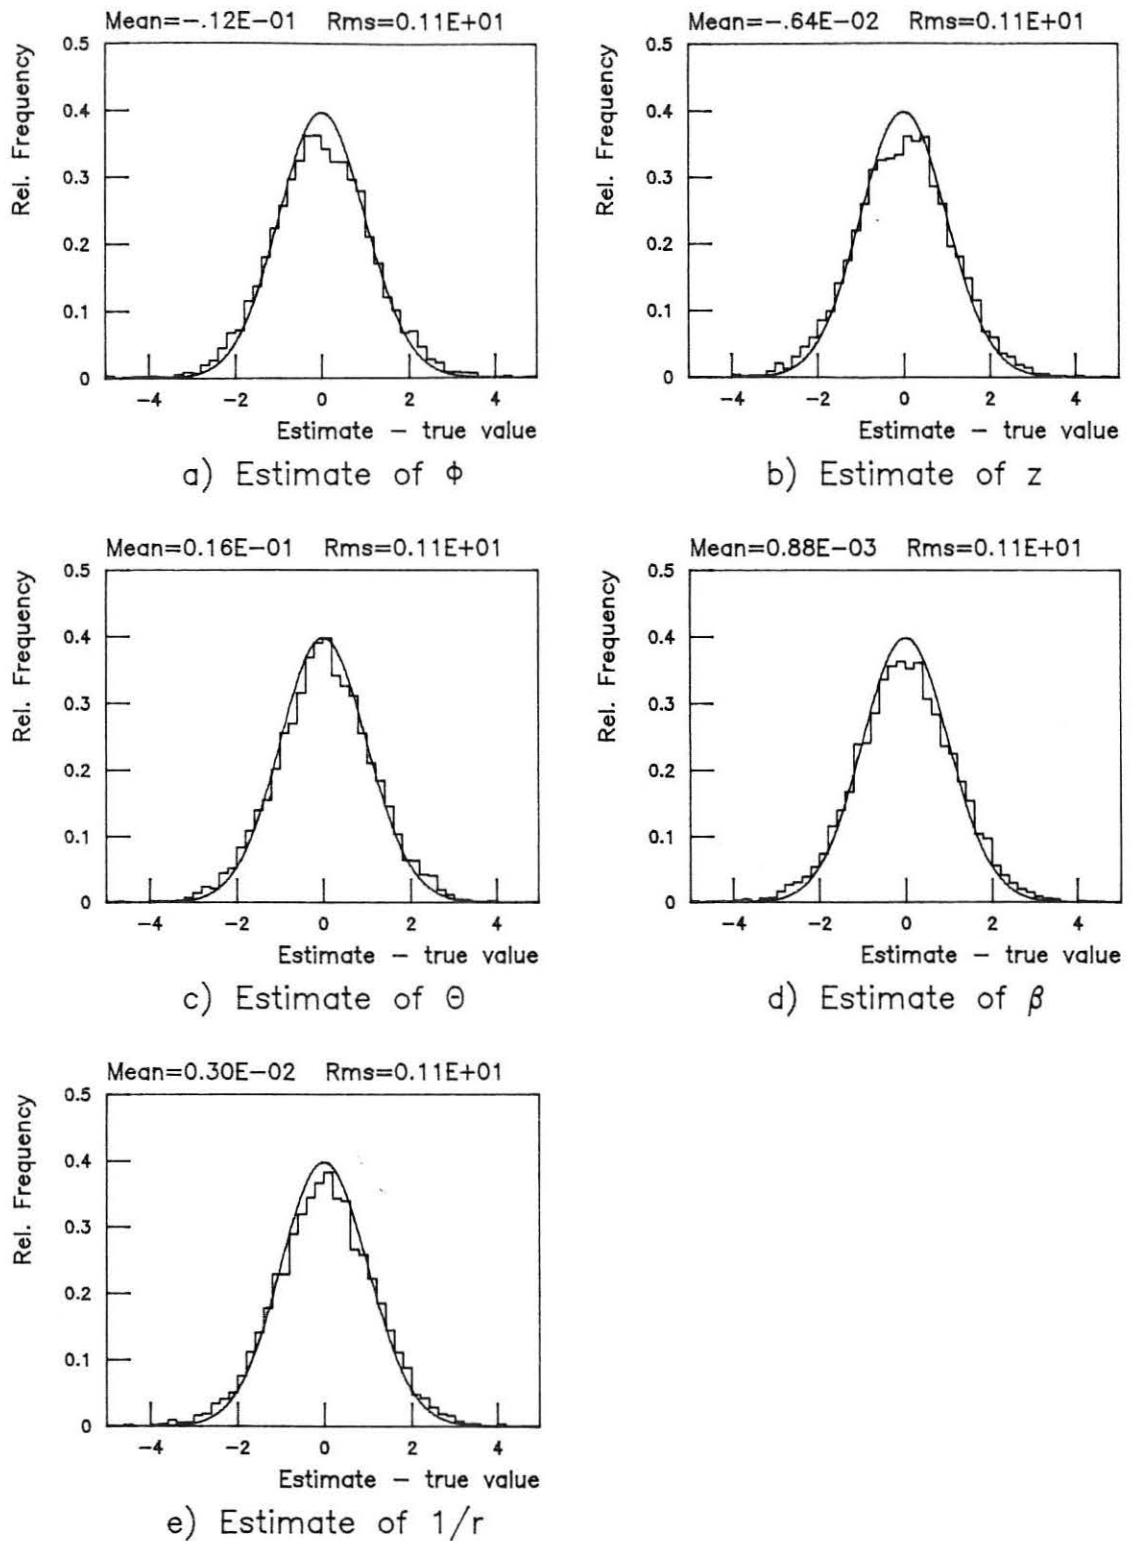 Mean=-.12E-01 Rms=0.11E+01
Rel. Frequency
0.5
0.4
0.3
0.2
0.1
0
-4 -2 0 2 4
Estimate - true value
a) Estimate of Φ
Mean=-.64E-02 Rms=0.11E+01
Rel. Frequency
0.5
0.4
0.3
0.2
0.1
0
-4 -2 0 2 4
Estimate - true value
b) Estimate of z
Mean=0.16E-01 Rms=0.11E+01
Rel. Frequency
0.5
0.4
0.3
0.2
0.1
0
-4 -2 0 2 4
Estimate - true value
c) Estimate of Θ
Mean=0.88E-03 Rms=0.11E+01
Rel. Frequency
0.5
0.4
0.3
0.2
0.1
0
-4 -2 0 2 4
Estimate - true value
d) Estimate of β
Mean=0.30E-02 Rms=0.11E+01
Rel. Frequency
0.5
0.4
0.3
0.2
0.1
0
-4 -2 0 2 4
Estimate - true value
e) Estimate of 1/r